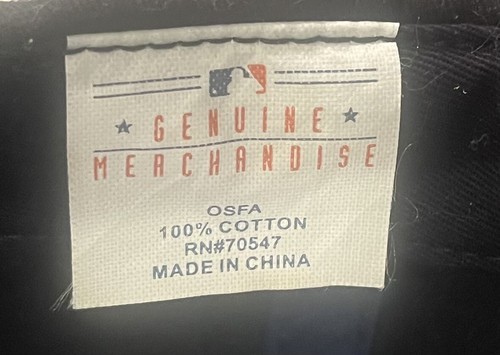 GENUINE
MERCHANDISE
OSFA
100% COTTON
RN#70547
MADE IN CHINA